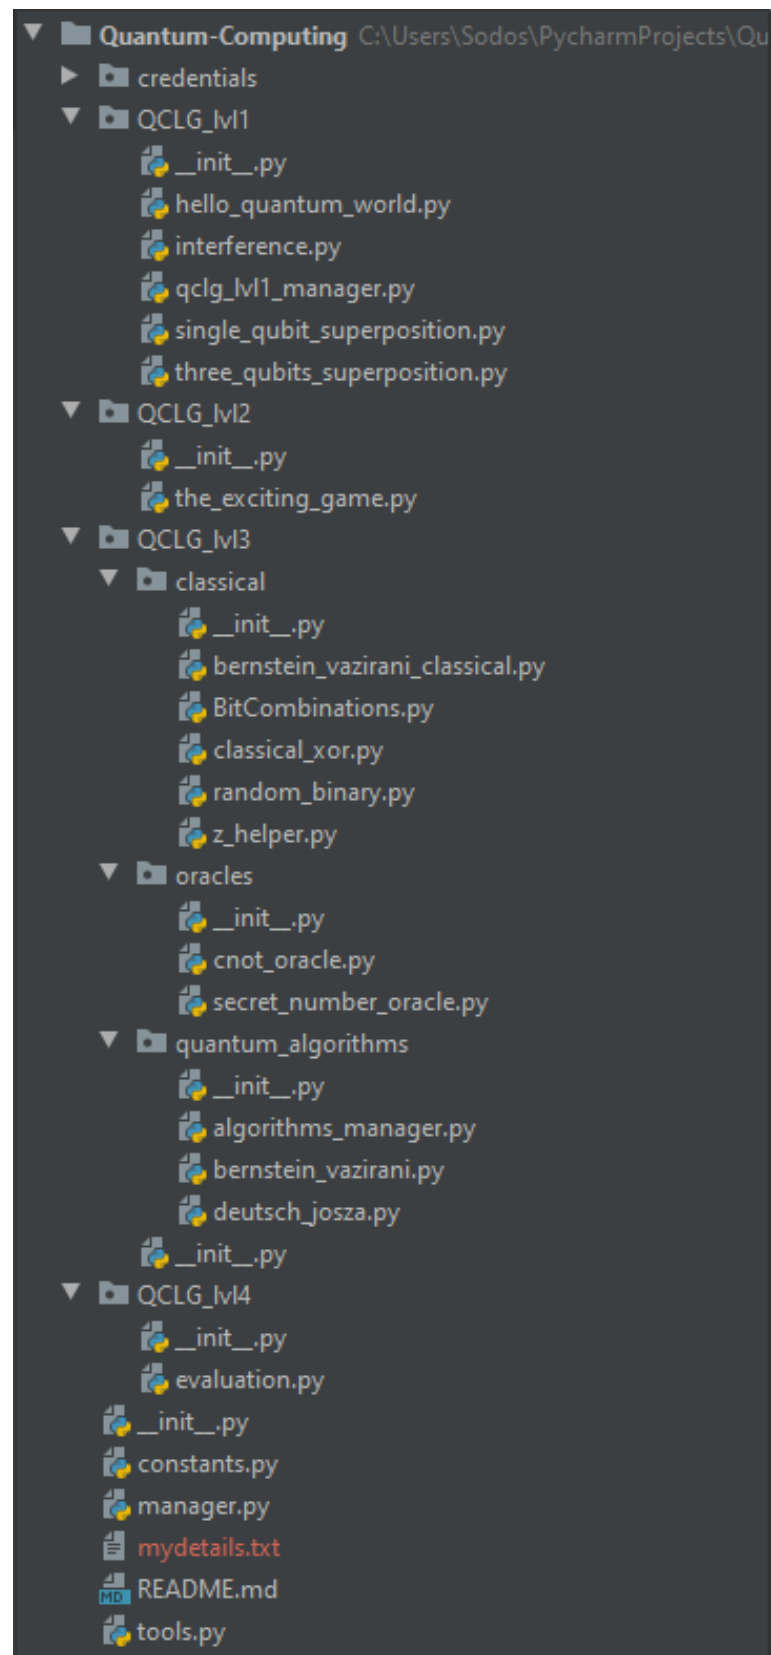 Quantum-Computing C:\Users\Sodos\PycharmProjects\Qu
credentials
QCLG_lvl1
__init__.py
hello_quantum_world.py
interference.py
qclg_lvl1_manager.py
single_qubit_superposition.py
three_qubits_superposition.py
QCLG_lvl2
__init__.py
the_exciting_game.py
QCLG_lvl3
classical
__init__.py
bernstein_vazirani_classical.py
BitCombinations.py
classical_xor.py
random_binary.py
z_helper.py
oracles
__init__.py
cnot_oracle.py
secret_number_oracle.py
quantum_algorithms
__init__.py
algorithms_manager.py
bernstein_vazirani.py
deutsch_josza.py
__init__.py
QCLG_lvl4
__init__.py
evaluation.py
__init__.py
constants.py
manager.py
mydetails.txt
MD README.md
tools.py